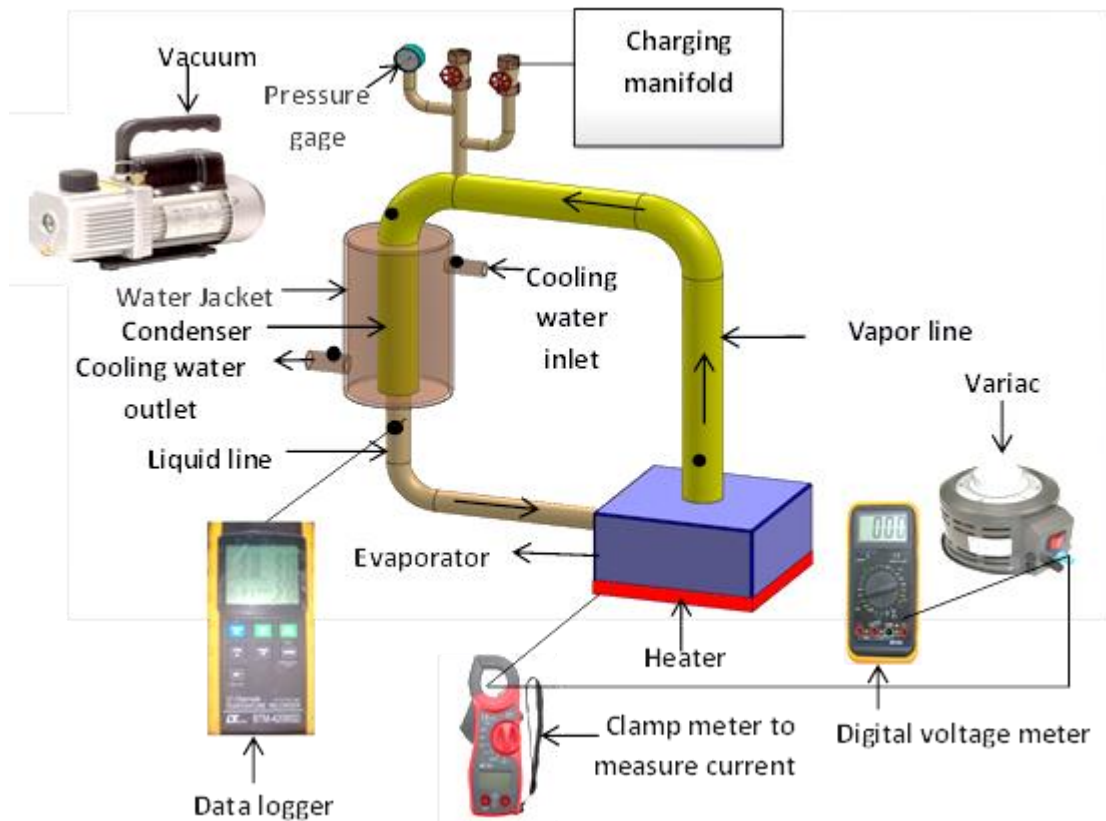 Vacuum
Pressure
gage
Charging
manifold
Water Jacket
Condenser
Cooling water
outlet
Cooling
water
inlet
Vapor line
Variac
Liquid line
Evaporator
Heater
000
Clamp meter to
measure current
Digital voltage meter
Data logger